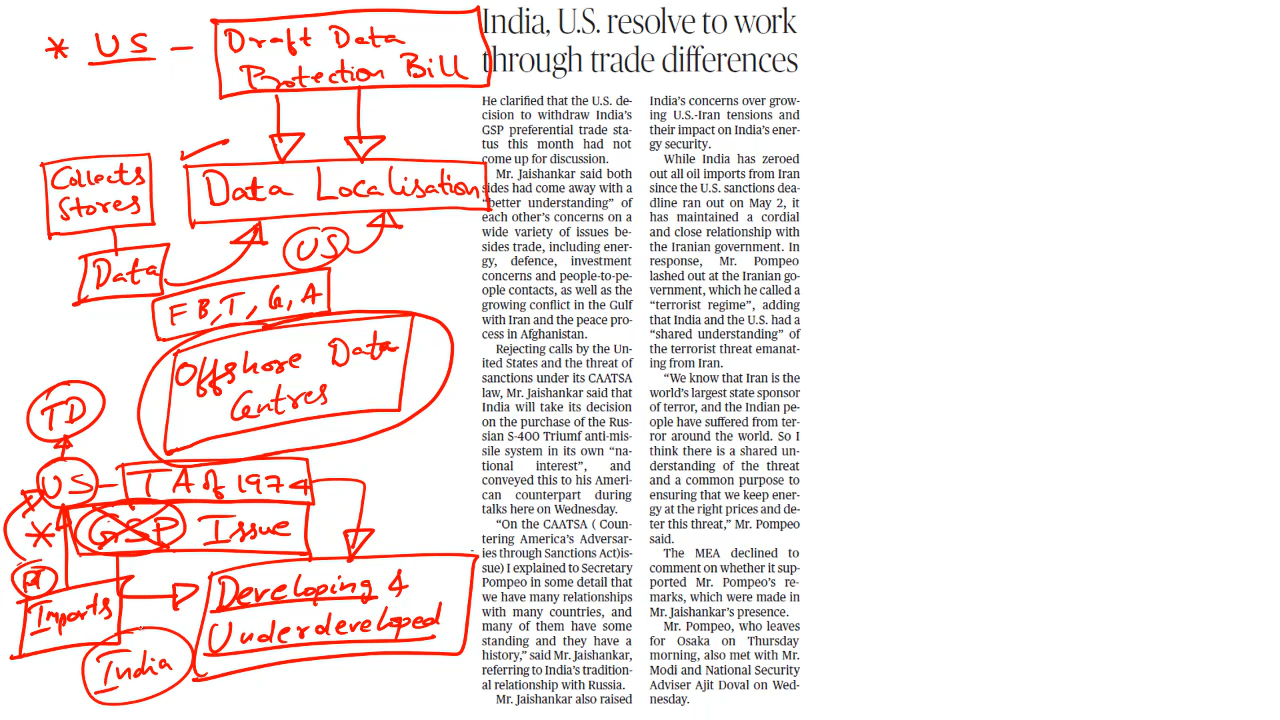 * US - Draft Data
Protection Bill
Collects
Stores
Data Localisation
Data
US
FB, T, G, A
Offshore Data
Centres
TD
US - TA of 1974
* GSP Issue
Imports
Developing &
Underdeveloped
India
India, U.S. resolve to work
through trade differences
He clarified that the U.S. de-
cision to withdraw India's
GSP preferential trade sta-
tus this month had not
come up for discussion.
Mr. Jaishankar said both
sides had come away with a
"better understanding" of
each other's concerns on a
wide variety of issues be-
sides trade, including ener-
gy, defence, investment
concerns and people-to-pe-
ople contacts, as well as the
growing conflict in the Gulf
with Iran and the peace pro-
cess in Afghanistan.
Rejecting calls by the Un-
ited States and the threat of
sanctions under its CAATSA
law, Mr. Jaishankar said that
India will take its decision
on the purchase of the Rus-
sian S-400 Triumf anti-mis-
sile system in its own "na-
tional interest", and
conveyed this to his Ameri-
can counterpart during
talks here on Wednesday.
"On the CAATSA ( Coun-
tering America's Adversar-
ies through Sanctions Act)is-
sue) I explained to Secretary
Pompeo in some detail that
we have many relationships
with many countries, and
many of them have some
standing and they have a
history," said Mr. Jaishankar,
referring to India's tradition-
al relationship with Russia.
Mr. Jaishankar also raised
India's concerns over grow-
ing U.S.-Iran tensions and
their impact on India's ener-
gy security.
While India has zeroed
out all oil imports from Iran
since the U.S. sanctions dea-
dline ran out on May 2, it
has maintained a cordial
and close relationship with
the Iranian government. In
response, Mr. Pompeo
lashed out at the Iranian go-
vernment, which he called a
"terrorist regime", adding
that India and the U.S. had a
"shared understanding" of
the terrorist threat emanat-
ing from Iran.
"We know that Iran is the
world's largest state sponsor
of terror, and the Indian pe-
ople have suffered from ter-
ror around the world. So I
think there is a shared un-
derstanding of the threat
and a common purpose to
ensuring that we keep ener-
gy at the right prices and de-
ter this threat," Mr. Pompeo
said.
The MEA declined to
comment on whether it sup-
ported Mr. Pompeo's re-
marks, which were made in
Mr. Jaishankar's presence.
Mr. Pompeo, who leaves
for Osaka on Thursday
morning, also met with Mr.
Modi and National Security
Adviser Ajit Doval on Wed-
nesday.